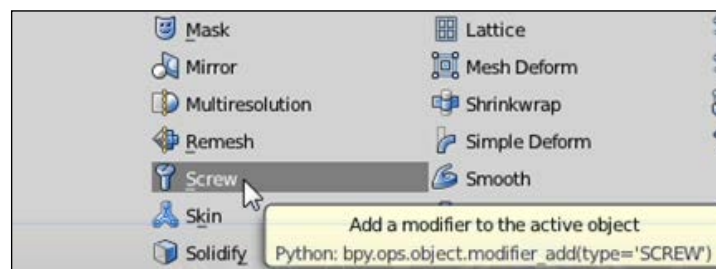 Mask
Mirror
Multiresolution
Remesh
Screw
Skin
Solidify
Lattice
Mesh Deform
Shrinkwrap
Simple Deform
Smooth
Add a modifier to the active object
Python: bpy.ops.object.modifier_add(type='SCREW')